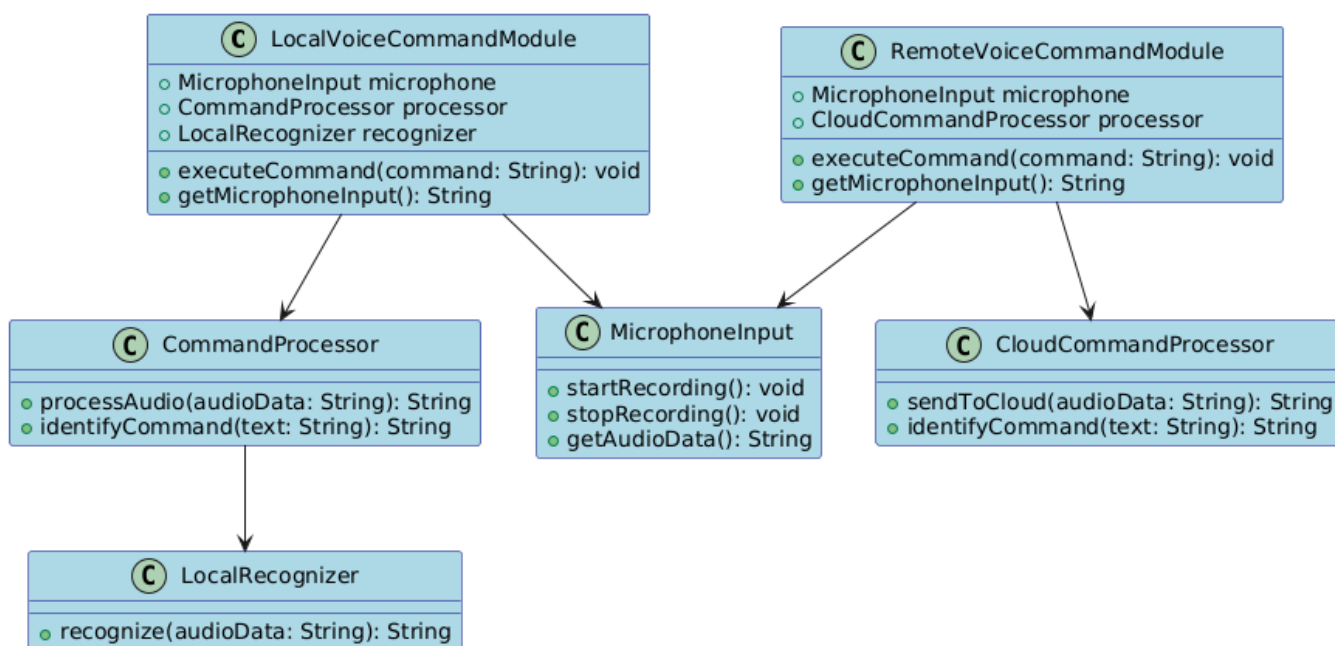 C LocalVoiceCommandModule
MicrophoneInput microphone
CommandProcessor processor
LocalRecognizer recognizer
executeCommand(command: String): void
getMicrophoneInput(): String
C RemoteVoiceCommandModule
MicrophoneInput microphone
CloudCommandProcessor processor
executeCommand(command: String): void
getMicrophoneInput(): String
C CommandProcessor
processAudio(audioData: String): String
identifyCommand(text: String): String
C MicrophoneInput
startRecording(): void
stopRecording(): void
getAudioData(): String
C CloudCommandProcessor
sendToCloud(audioData: String): String
identifyCommand(text: String): String
C LocalRecognizer
recognize(audioData: String): String